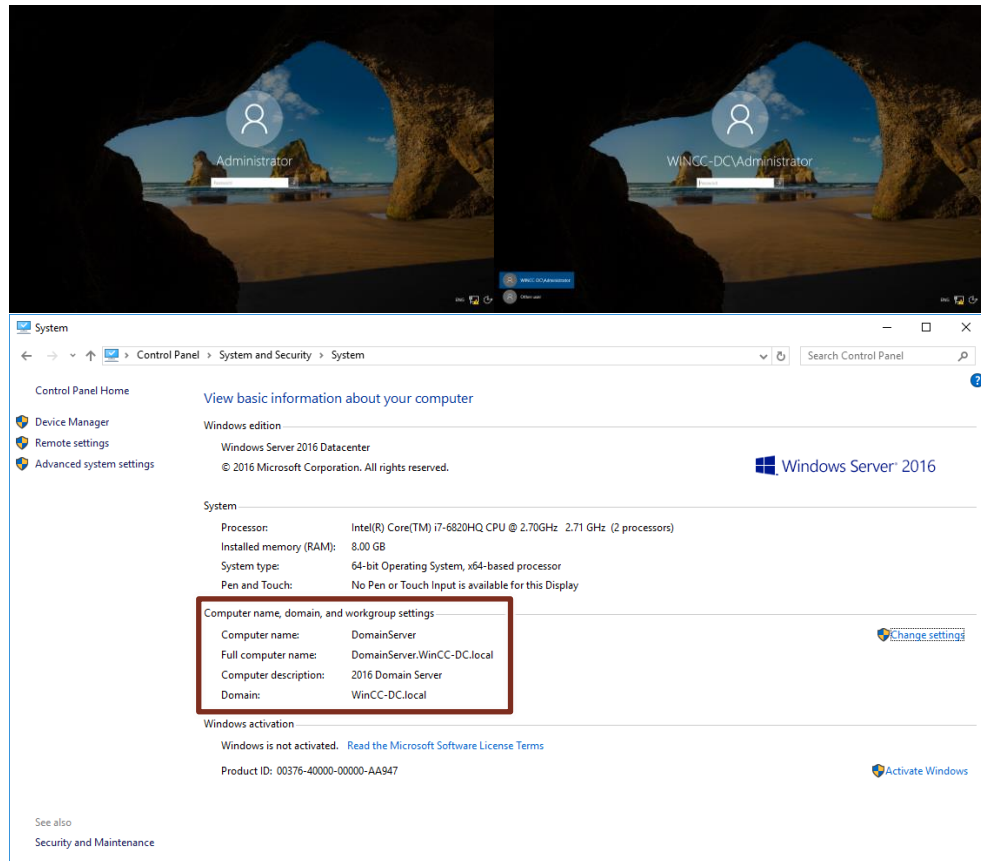 Administrator
Password
ENG
WINCC-DC\Administrator
Password
WINCC-DC\Administrator
Other user
ENG
System
Control Panel > System and Security > System
Search Control Panel
Control Panel Home
Device Manager
Remote settings
Advanced system settings
View basic information about your computer
Windows edition
Windows Server 2016 Datacenter
© 2016 Microsoft Corporation. All rights reserved.
Windows Server® 2016
System
Processor: Intel(R) Core(TM) i7-6820HQ CPU @ 2.70GHz 2.71 GHz (2 processors)
Installed memory (RAM): 8.00 GB
System type: 64-bit Operating System, x64-based processor
Pen and Touch: No Pen or Touch Input is available for this Display
Computer name, domain, and workgroup settings
Computer name: DomainServer
Change settings
Full computer name: DomainServer.WinCC-DC.local
Computer description: 2016 Domain Server
Domain: WinCC-DC.local
Windows activation
Windows is not activated. Read the Microsoft Software License Terms
Product ID: 00376-40000-00000-AA947
Activate Windows
See also
Security and Maintenance